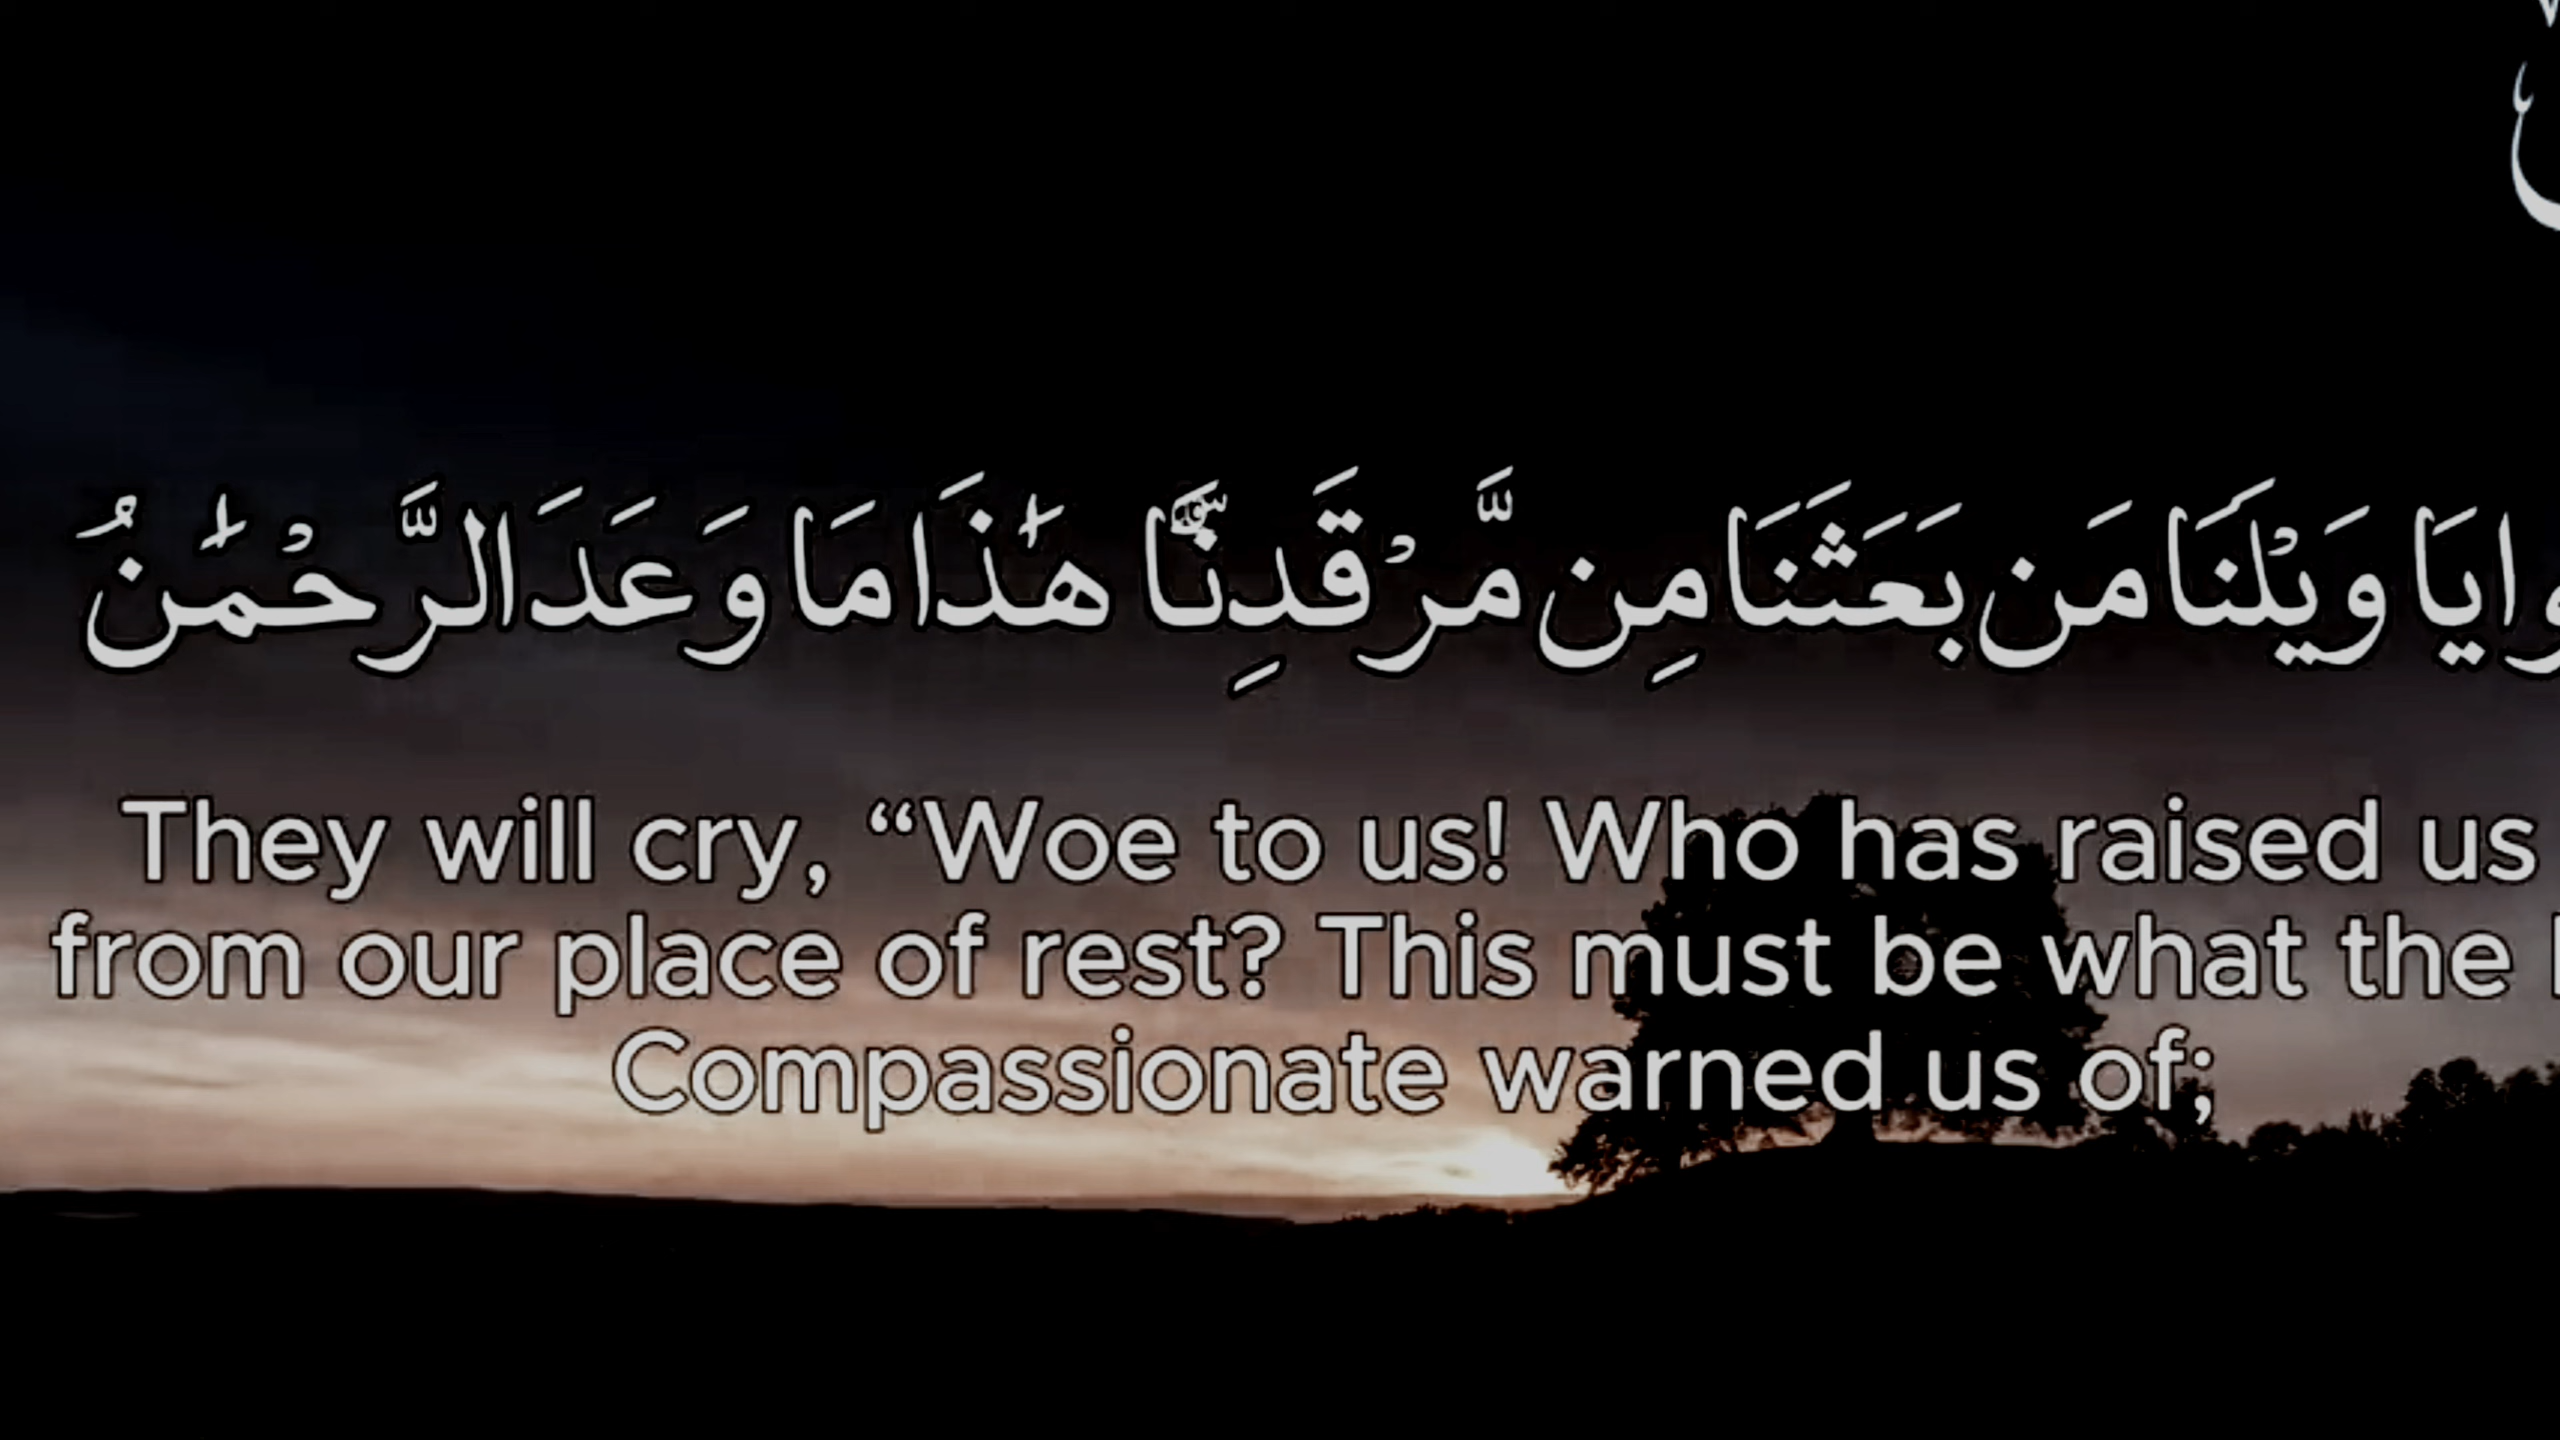 يَا وَيْلَنَا مَن بَعَثَنَا مِن مَّرْقَدِنَا ۜ ۗ هَٰذَا مَا وَعَدَ الرَّحْمَٰنُ
They will cry, “Woe to us! Who has raised us
from our place of rest? This must be what the
Compassionate warned us of;